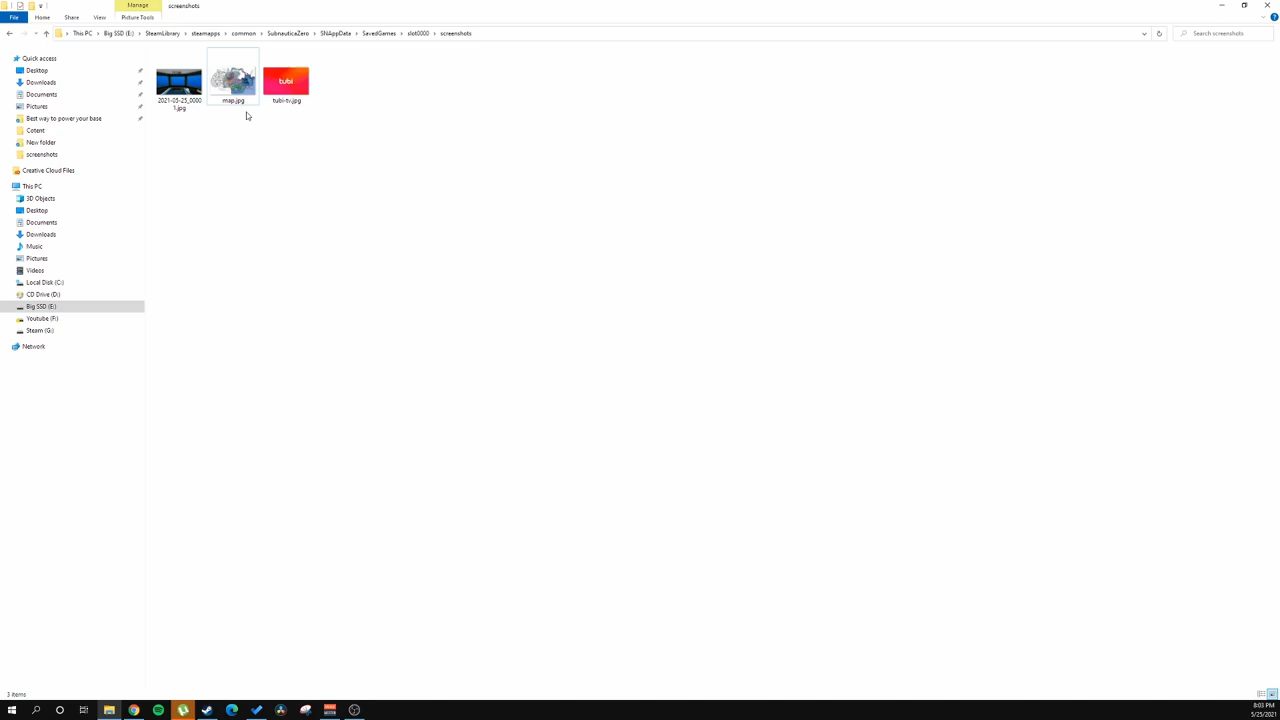 Manage
screenshots
File
Home
Share
View
Picture Tools
This PC
Big SSD (E:)
SteamLibrary
steamapps
common
SubnauticaZero
SNAppData
SavedGames
slot0000
screenshots
Search screenshots
Quick access
Desktop
Downloads
Documents
Pictures
Best way to power your base
Cotent
New folder
screenshots
Creative Cloud Files
This PC
3D Objects
Desktop
Documents
Downloads
Music
Pictures
Videos
Local Disk (C:)
CD Drive (D:)
Big SSD (E:)
Youtube (F:)
Steam (G:)
Network
2021-05-25_0000
1.jpg
map.jpg
tubi
tubi-tv.jpg
3 items
8:03 PM
5/25/2021